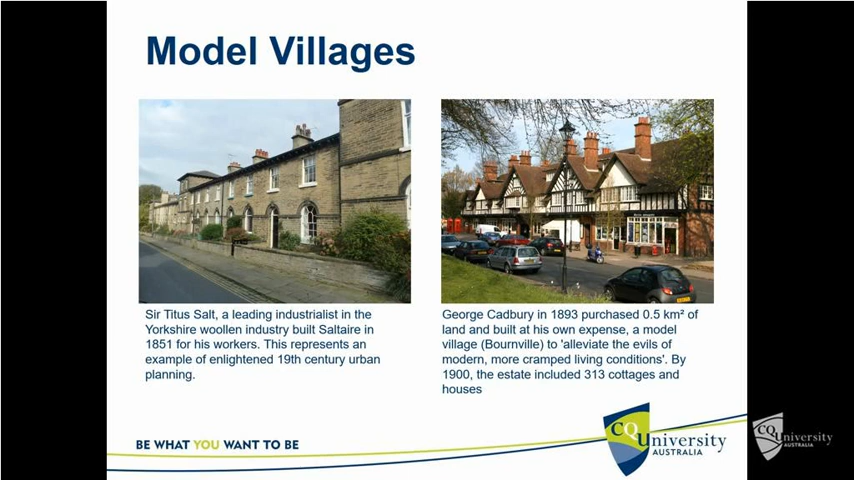 Model Villages
Sir Titus Salt, a leading industrialist in the
Yorkshire woollen industry built Saltaire in
1851 for his workers. This represents an
example of enlightened 19th century urban
planning.
George Cadbury in 1893 purchased 0.5 km² of
land and built at his own expense, a model
village (Bournville) to 'alleviate the evils of
modern, more cramped living conditions'. By
1900, the estate included 313 cottages and
houses
BE WHAT YOU WANT TO BE
CQUniversity
AUSTRALIA
CQUniversity
AUSTRALIA